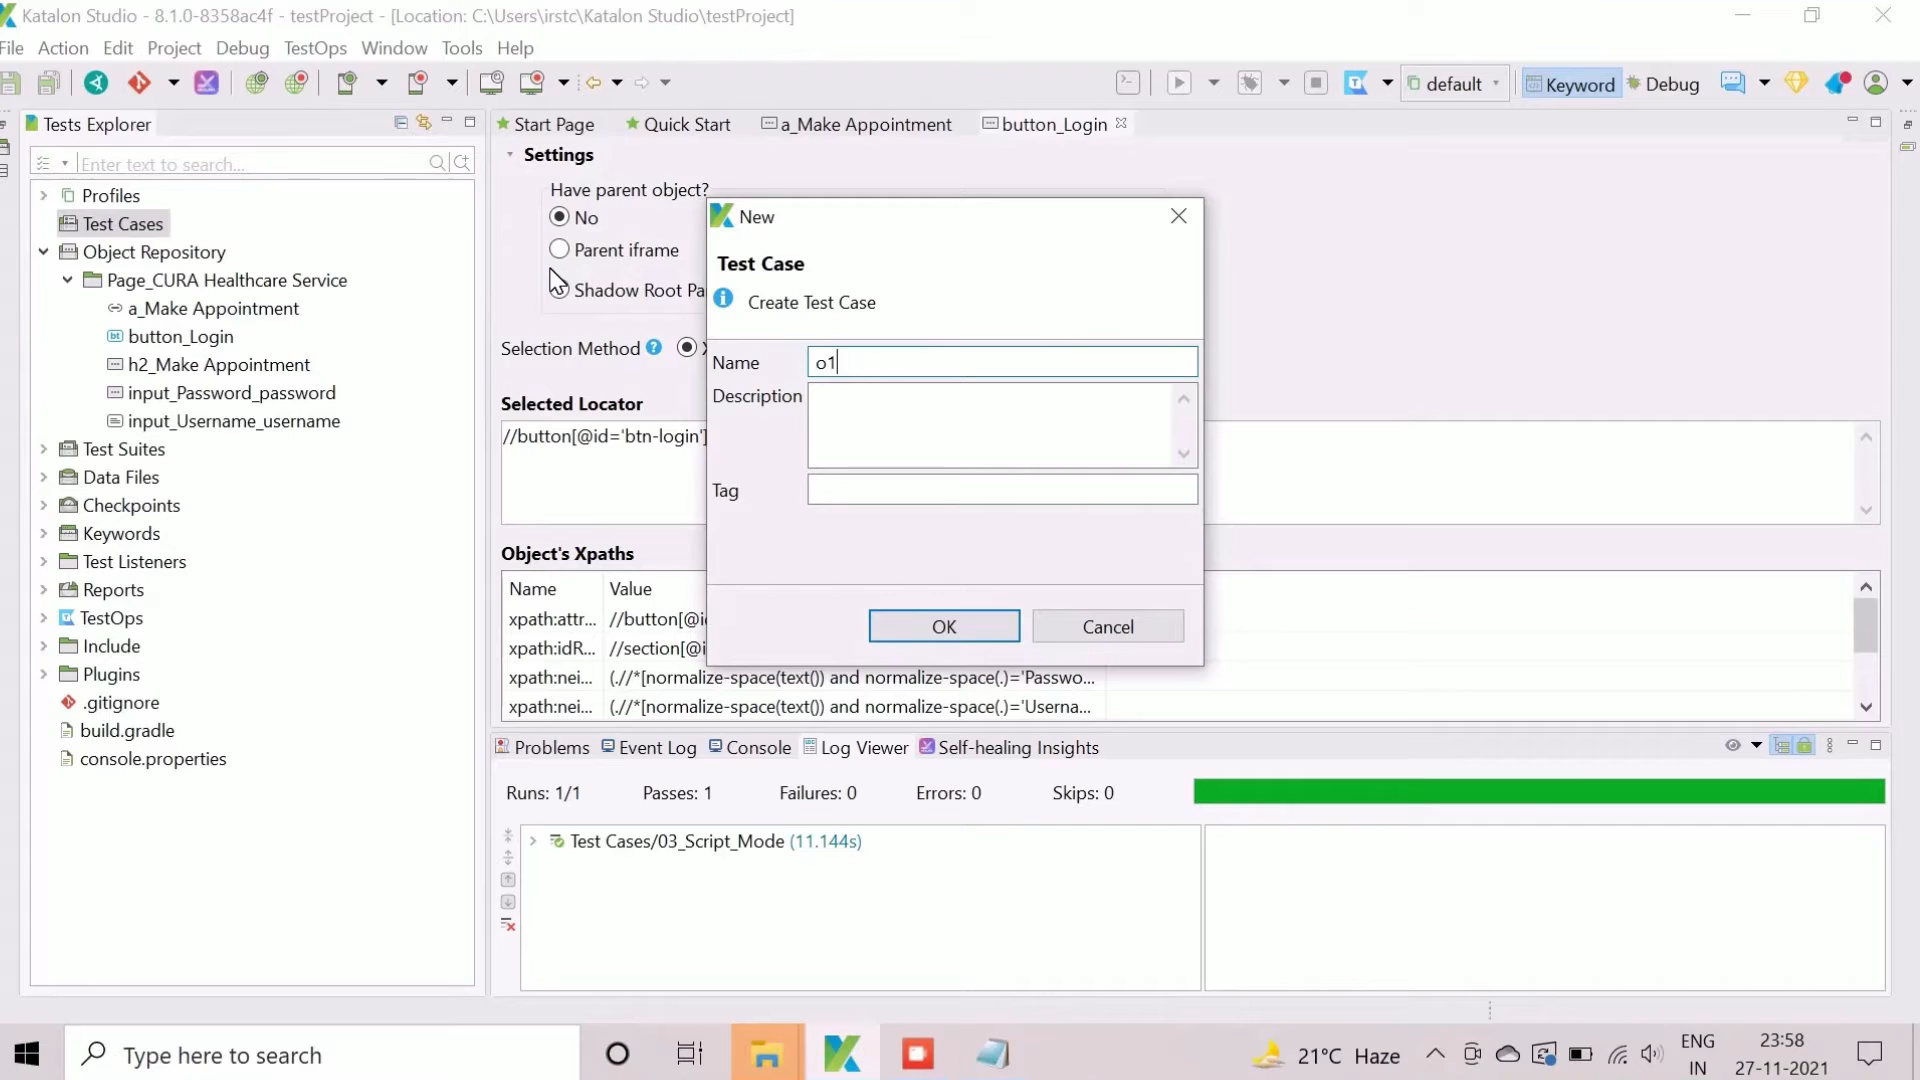 Katalon Studio - 8.1.0-8358ac4f - testProject - [Location: C:\Users\irstc\Katalon Studio\testProject]
File Action Edit Project Debug TestOps Window Tools Help
default Keyword Debug
Tests Explorer
Enter text to search...
Profiles
Test Cases
Object Repository
Page_CURA Healthcare Service
a_Make Appointment
button_Login
h2_Make Appointment
input_Password_password
input_Username_username
Test Suites
Data Files
Checkpoints
Keywords
Test Listeners
Reports
TestOps
Include
Plugins
.gitignore
build.gradle
console.properties
Start Page Quick Start a_Make Appointment button_Login
Settings
Have parent object?
No
Parent iframe
Shadow Root Pa
Selection Method
Selected Locator
//button[@id='btn-login']
Object's Xpaths
Name Value
xpath:attr... //button[@i
xpath:idR... //section[@i
xpath:nei... (.//*[normalize-space(text()) and normalize-space(.)='Passwo...
xpath:nei... (.//*[normalize-space(text()) and normalize-space(.)='Userna...
New
Test Case
Create Test Case
Name o1
Description
Tag
OK Cancel
Problems Event Log Console Log Viewer Self-healing Insights
Runs: 1/1 Passes: 1 Failures: 0 Errors: 0 Skips: 0
Test Cases/03_Script_Mode (11.144s)
Type here to search
21°C Haze
ENG
IN
23:58
27-11-2021